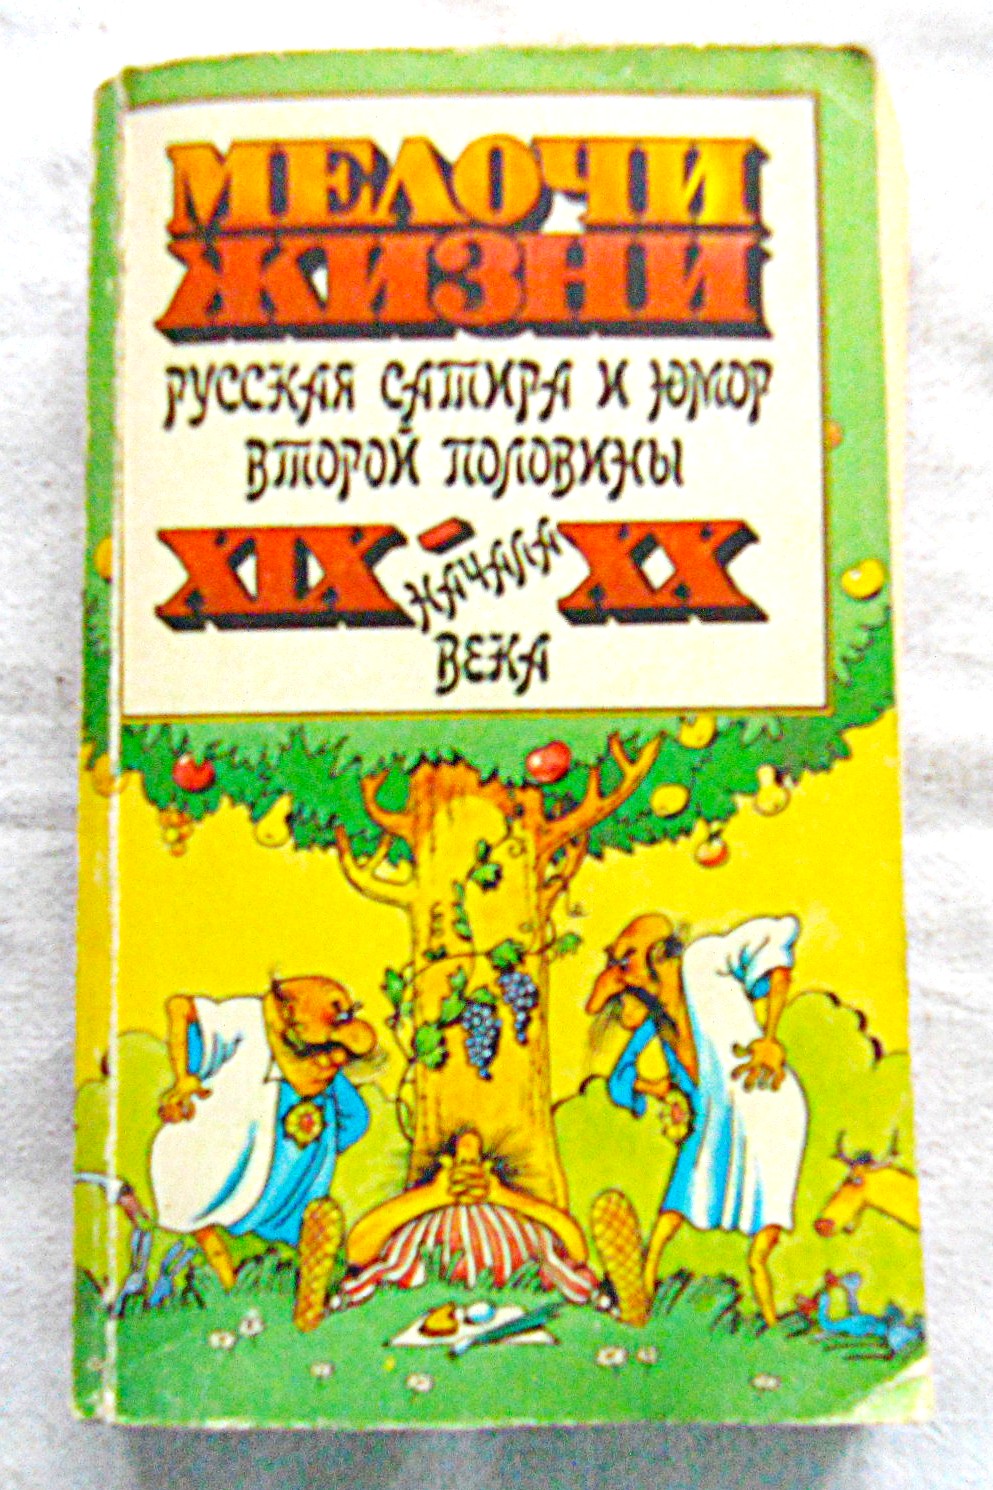 МЕЛОЧИ
ЖИЗНИ
РУССКАЯ САТИРА И ЮМОР
ВТОРОЙ ПОЛОВИНЫ
XIX - НАЧАЛА XX
ВЕКА